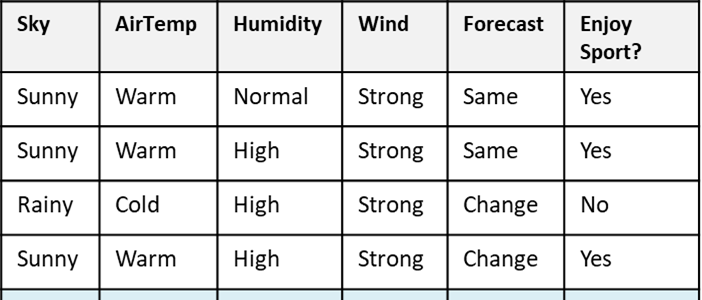 Sky AirTemp Humidity Wind Forecast Enjoy Sport?
Sunny Warm Normal Strong Same Yes
Sunny Warm High Strong Same Yes
Rainy Cold High Strong Change No
Sunny Warm High Strong Change Yes